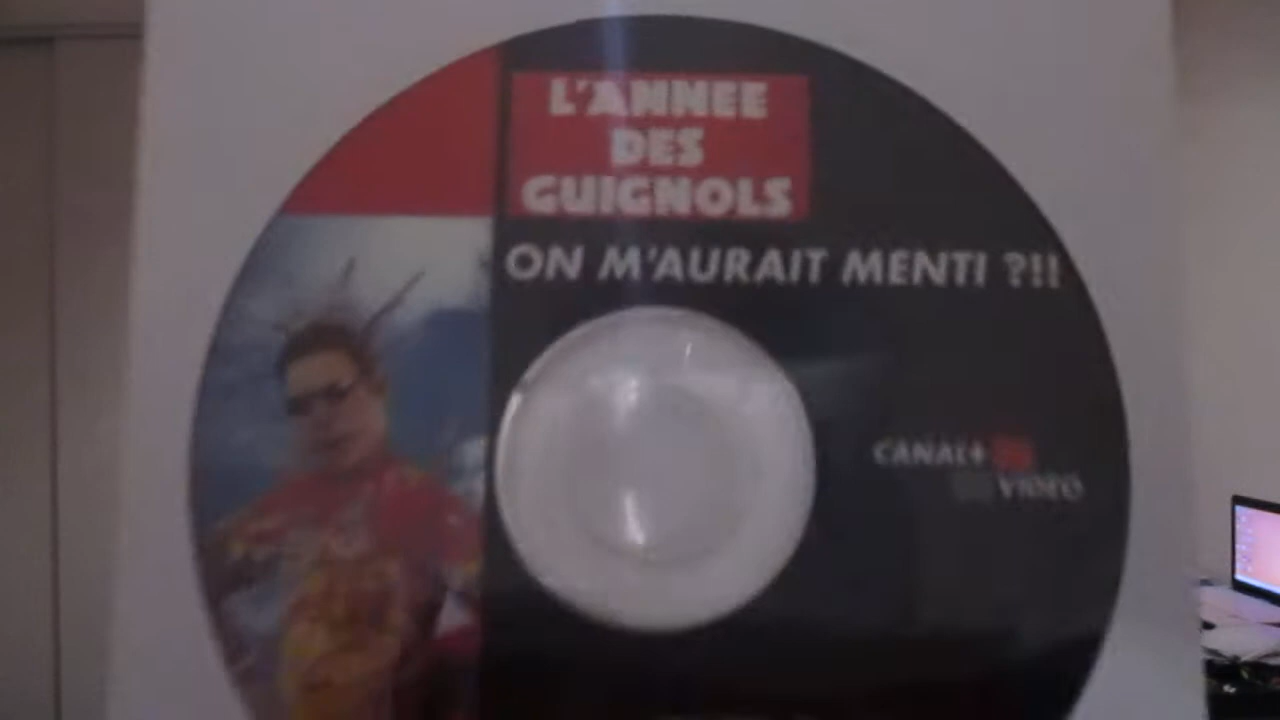 L'ANNEE
DES
GUIGNOLS
ON M'AURAIT MENTI ?!!
CANAL+
VIDEO